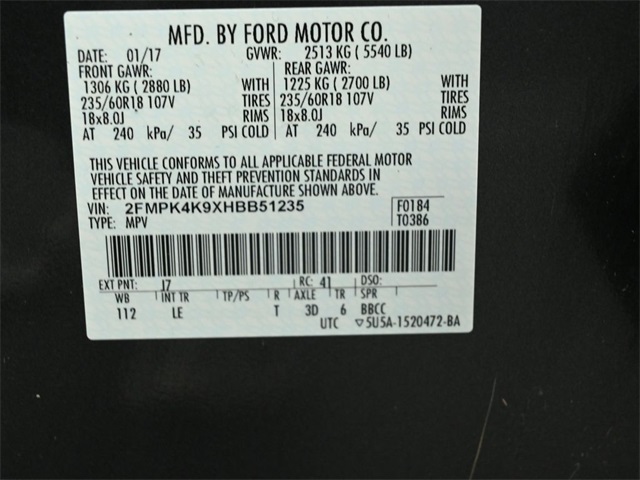 MFD. BY FORD MOTOR CO.
DATE: 01/17 GVWR: 2513 KG ( 5540 LB)
FRONT GAWR: REAR GAWR:
1306 KG ( 2880 LB) WITH 1225 KG ( 2700 LB) WITH
235/60R18 107V TIRES 235/60R18 107V TIRES
18x8.0J RIMS 18x8.0J RIMS
AT 240 kPa/ 35 PSI COLD AT 240 kPa/ 35 PSI COLD
THIS VEHICLE CONFORMS TO ALL APPLICABLE FEDERAL MOTOR
VEHICLE SAFETY AND THEFT PREVENTION STANDARDS
IN EFFECT ON THE DATE OF MANUFACTURE SHOWN ABOVE.
VIN: 2FMPK4K9XHBB51235 F0184
TYPE: MPV T0386
EXT PNT: J7 RC: 41 DSO:
WB INT TR TP/PS R AXLE TR SPR
112 LE T 3D 6 BBCC
UTC ▽5U5A-1520472-BA